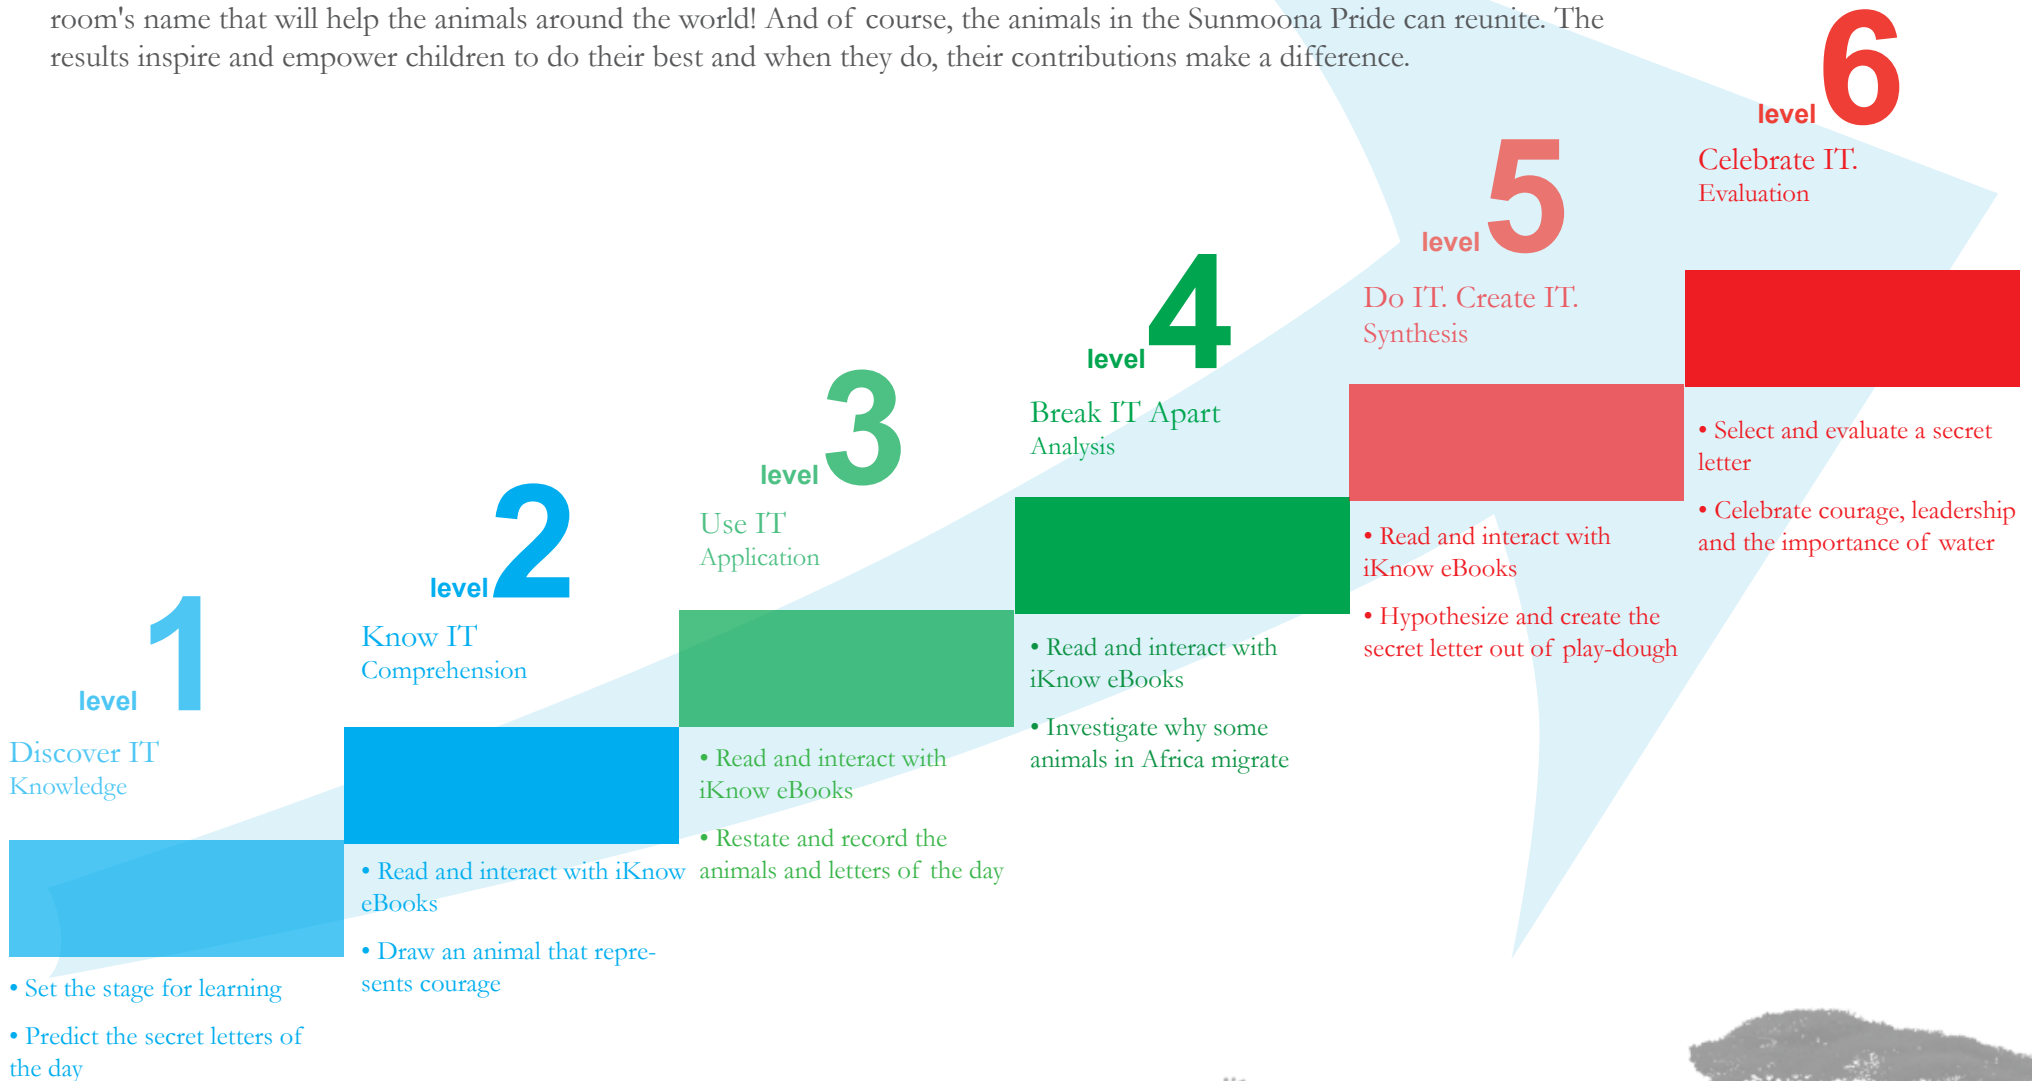 room's name that will help the animals around the world! And of course, the animals in the Sunmoona Pride can reunite. The
results inspire and empower children to do their best and when they do, their contributions make a difference.
level 1
Discover IT
Knowledge
• Set the stage for learning
• Predict the secret letters of
the day
level 2
Know IT
Comprehension
• Read and interact with iKnow
eBooks
• Draw an animal that repre-
sents courage
level 3
Use IT
Application
• Read and interact with
iKnow eBooks
• Restate and record the
animals and letters of the day
level 4
Break IT Apart
Analysis
• Read and interact with
iKnow eBooks
• Investigate why some
animals in Africa migrate
level 5
Do IT. Create IT.
Synthesis
• Read and interact with
iKnow eBooks
• Hypothesize and create the
secret letter out of play-dough
level 6
Celebrate IT.
Evaluation
• Select and evaluate a secret
letter
• Celebrate courage, leadership
and the importance of water